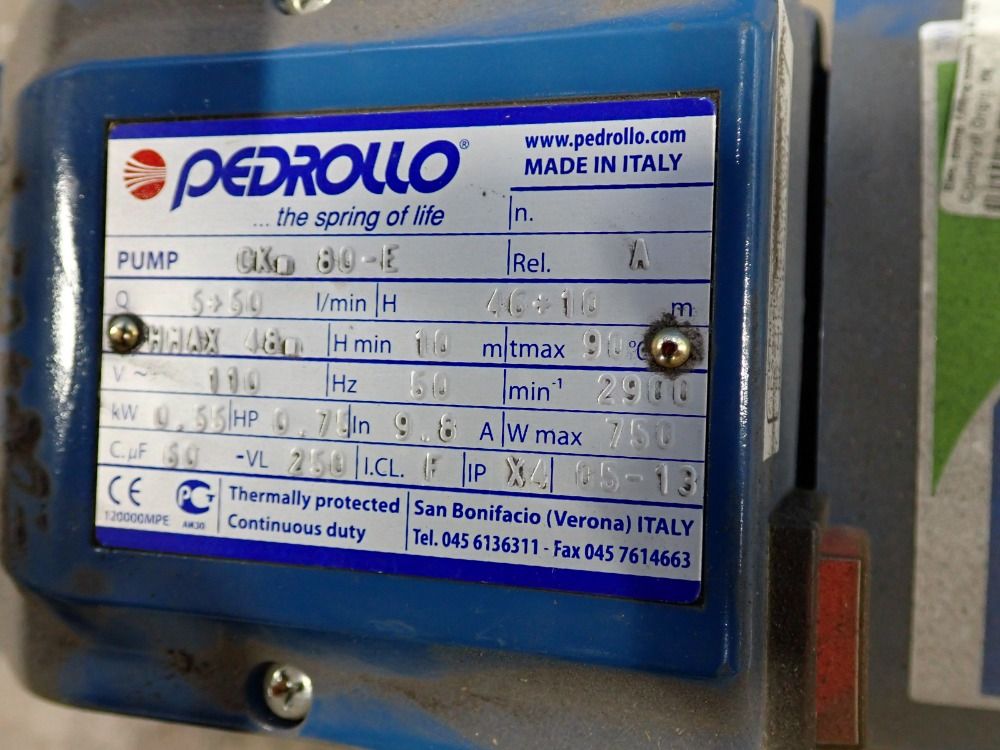 PEDROLLO®
... the spring of life
www.pedrollo.com
MADE IN ITALY
n.
PUMP CKm 80-E Rel. A
Q 5÷50 l/min H 46÷10 m
HMAX 48m H min 10 m tmax 90 °C
V ~ 110 Hz 50 min⁻¹ 2900
kW 0.55 HP 0.75 In 9.8 A W max 750
C. µF 60 -VL 250 I.CL. F IP X4 05-13
CE
120000MPE
АИ30
Thermally protected
Continuous duty
San Bonifacio (Verona) ITALY
Tel. 045 6136311 - Fax 045 7614663